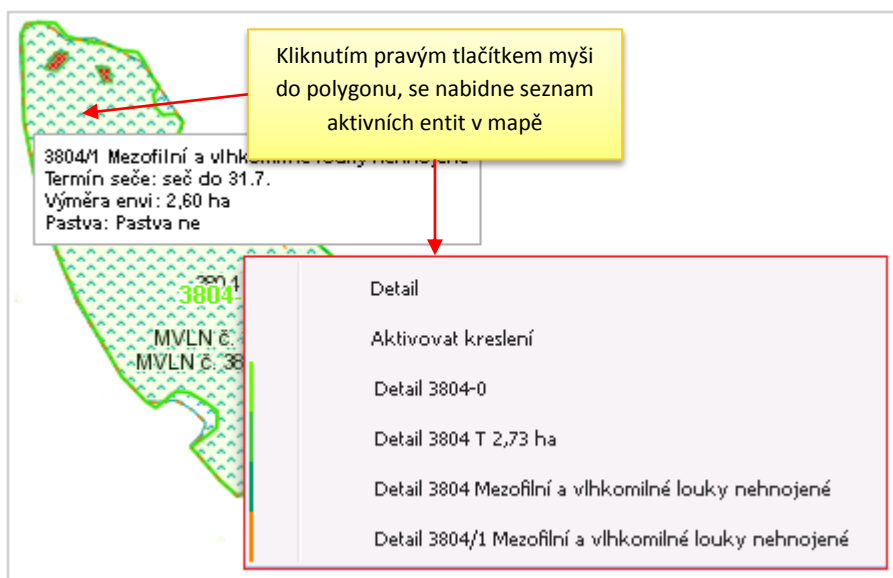 Kliknutím pravým tlačítkem myši
do polygonu, se nabidne seznam
aktivních entit v mapě
3804/1 Mezofilní a vlhkomilné louky nehnojené
Termín seče: seč do 31.7.
Výměra envi: 2,60 ha
Pastva: Pastva ne
3804-
MVLN č.
MVLN č. 38
Detail
Aktivovat kreslení
Detail 3804-0
Detail 3804 T 2,73 ha
Detail 3804 Mezofilní a vlhkomilné louky nehnojené
Detail 3804/1 Mezofilní a vlhkomilné louky nehnojené